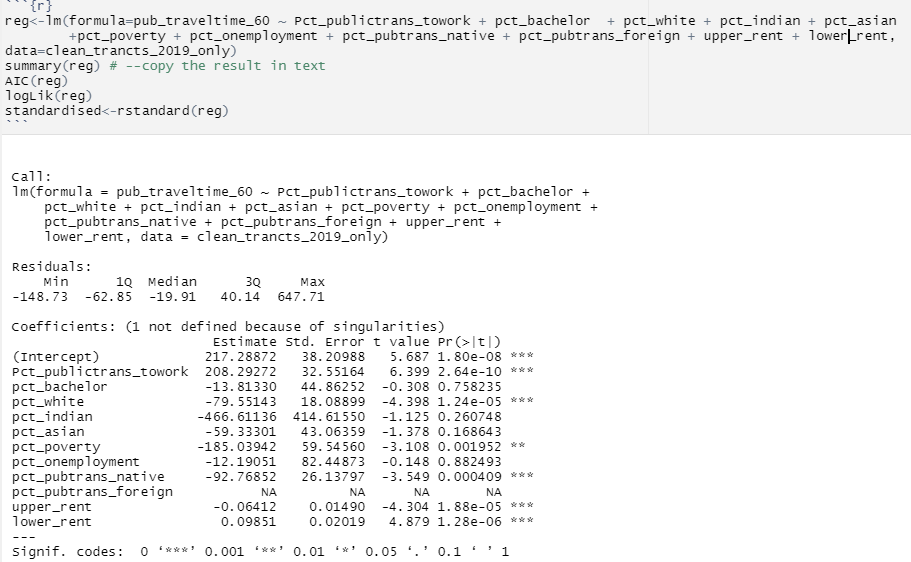 ```{r}
reg<-lm(formula=pub_traveltime_60 ~ Pct_publictrans_towork + pct_bachelor  + pct_white + pct_indian + pct_asian
        +pct_poverty + pct_onemployment + pct_pubtrans_native + pct_pubtrans_foreign + upper_rent + lower_rent,
data=clean_trancts_2019_only)
summary(reg) # --copy the result in text
AIC(reg)
logLik(reg)
standardised<-rstandard(reg)
```
Call:
lm(formula = pub_traveltime_60 ~ Pct_publictrans_towork + pct_bachelor +
    pct_white + pct_indian + pct_asian + pct_poverty + pct_onemployment +
    pct_pubtrans_native + pct_pubtrans_foreign + upper_rent +
    lower_rent, data = clean_trancts_2019_only)
Residuals:
    Min      1Q  Median      3Q     Max
-148.73  -62.85  -19.91   40.14  647.71
Coefficients: (1 not defined because of singularities)
                        Estimate Std. Error t value Pr(>|t|)
(Intercept)            217.28872   38.20988   5.687 1.80e-08 ***
Pct_publictrans_towork 208.29272   32.55164   6.399 2.64e-10 ***
pct_bachelor           -13.81330   44.86252  -0.308 0.758235
pct_white              -79.55143   18.08899  -4.398 1.24e-05 ***
pct_indian            -466.61136  414.61550  -1.125 0.260748
pct_asian              -59.33301   43.06359  -1.378 0.168643
pct_poverty           -185.03942   59.54560  -3.108 0.001952 **
pct_onemployment       -12.19051   82.44873  -0.148 0.882493
pct_pubtrans_native    -92.76852   26.13797  -3.549 0.000409 ***
pct_pubtrans_foreign          NA         NA      NA       NA
upper_rent              -0.06412    0.01490  -4.304 1.88e-05 ***
lower_rent               0.09851    0.02019   4.879 1.28e-06 ***
---
Signif. codes:  0 ‘***’ 0.001 ‘**’ 0.01 ‘*’ 0.05 ‘.’ 0.1 ‘ ’ 1